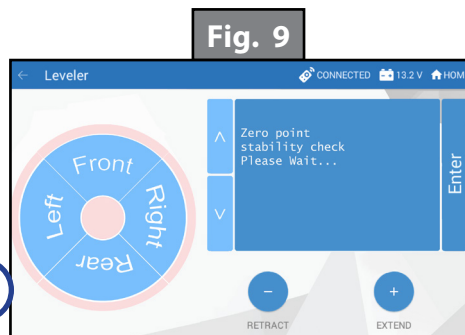 Fig. 9
← Leveler CONNECTED 13.2 V HOM
Front
Left
Right
Rear
Zero point
stability check
Please Wait...
Enter
−
+
RETRACT
EXTEND